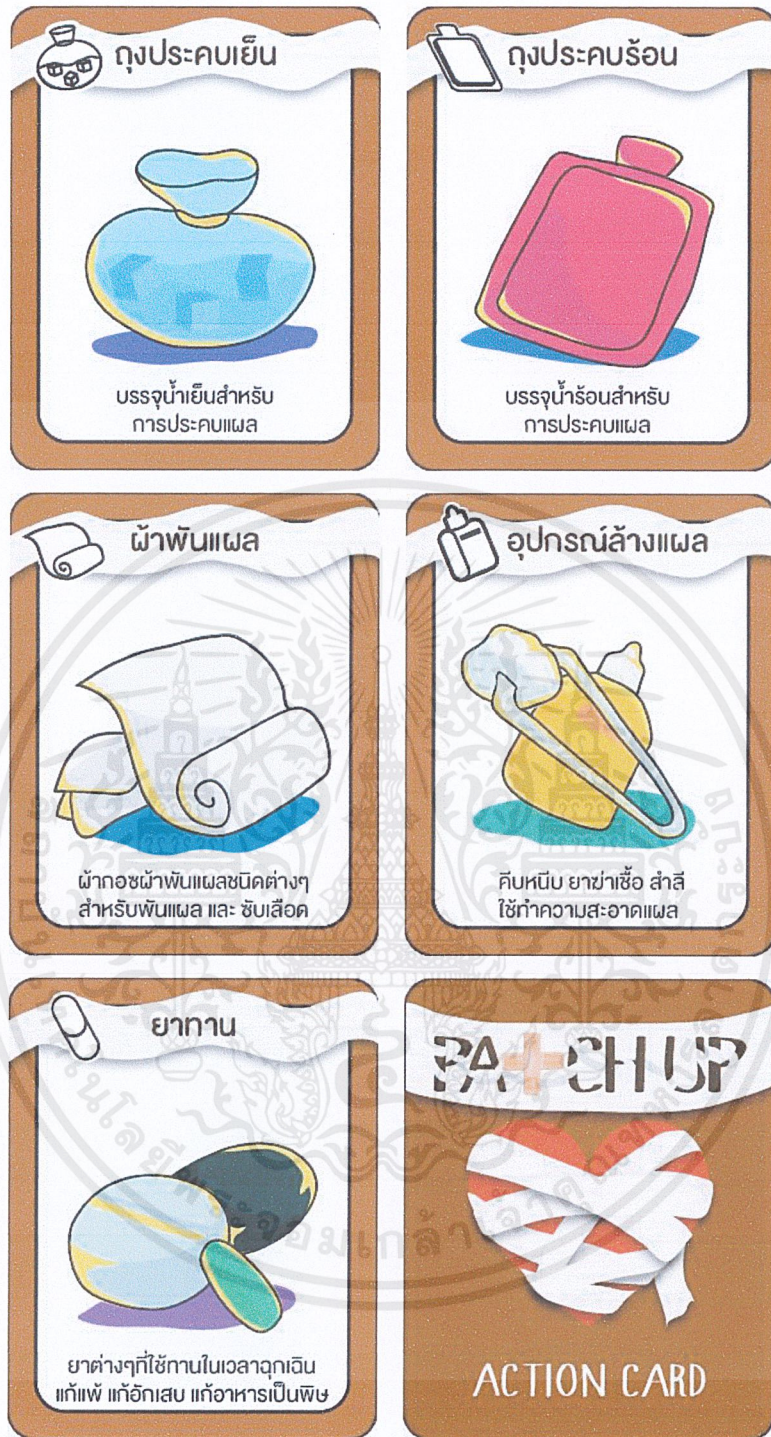 ถุงประคบเย็น
บรรจุน้ำเย็นสำหรับ
การประคบแผล
ถุงประคบร้อน
บรรจุน้ำร้อนสำหรับ
การประคบแผล
ผ้าพันแผล
ผ้ากอซผ้าพันแผลชนิดต่างๆ
สำหรับพันแผล และ ซับเลือด
อุปกรณ์ล้างแผล
คีบหนีบ ยาฆ่าเชื้อ สำลี
ใช้ทำความสะอาดแผล
ยาทาน
ยาต่างๆที่ใช้ทานในเวลาฉุกเฉิน
แก้แพ้ แก้อักเสบ แก้อาหารเป็นพิษ
PATCH UP
ACTION CARD